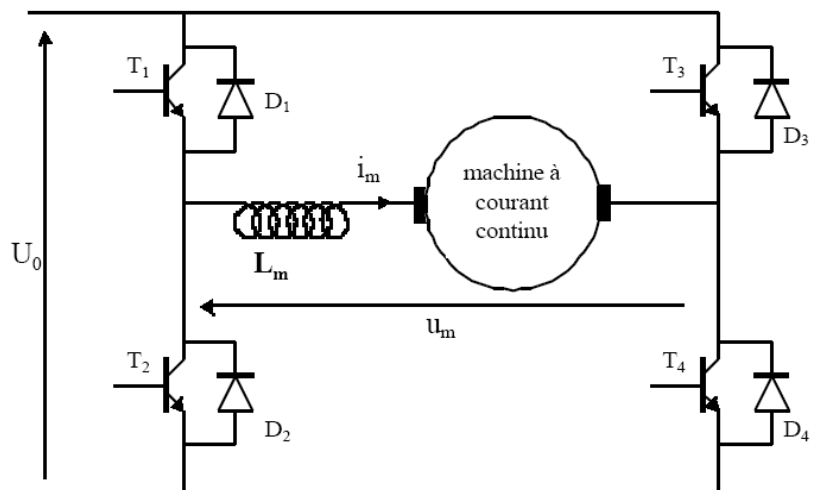 T₁
D₁
T₃
D₃
iₘ
machine à
courant
continu
U₀
Lₘ
uₘ
T₂
D₂
T₄
D₄